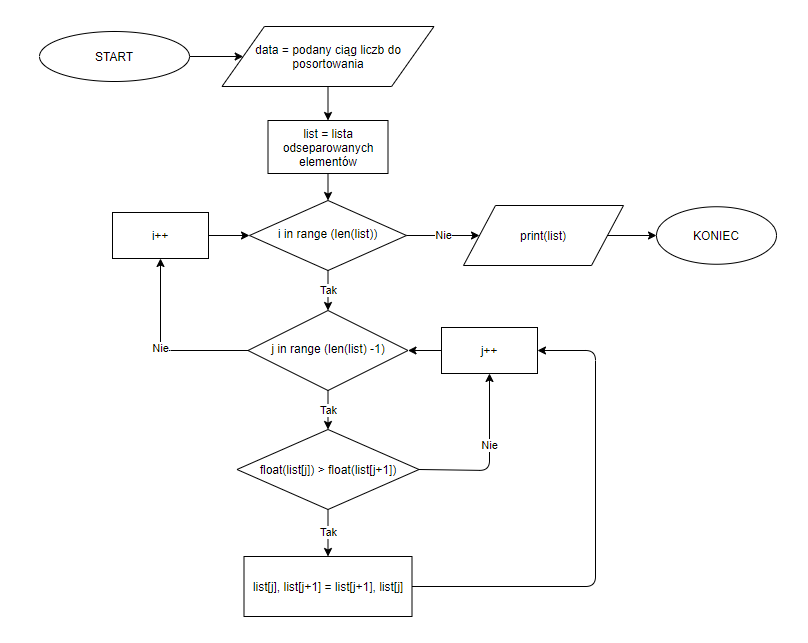 START
data = podany ciąg liczb do
posortowania
list = lista
odseparowanych
elementów
i++
i in range (len(list))
Nie
print(list)
KONIEC
Tak
Nie
j in range (len(list) -1)
j++
Tak
Nie
float(list[j]) > float(list[j+1])
Tak
list[j], list[j+1] = list[j+1], list[j]